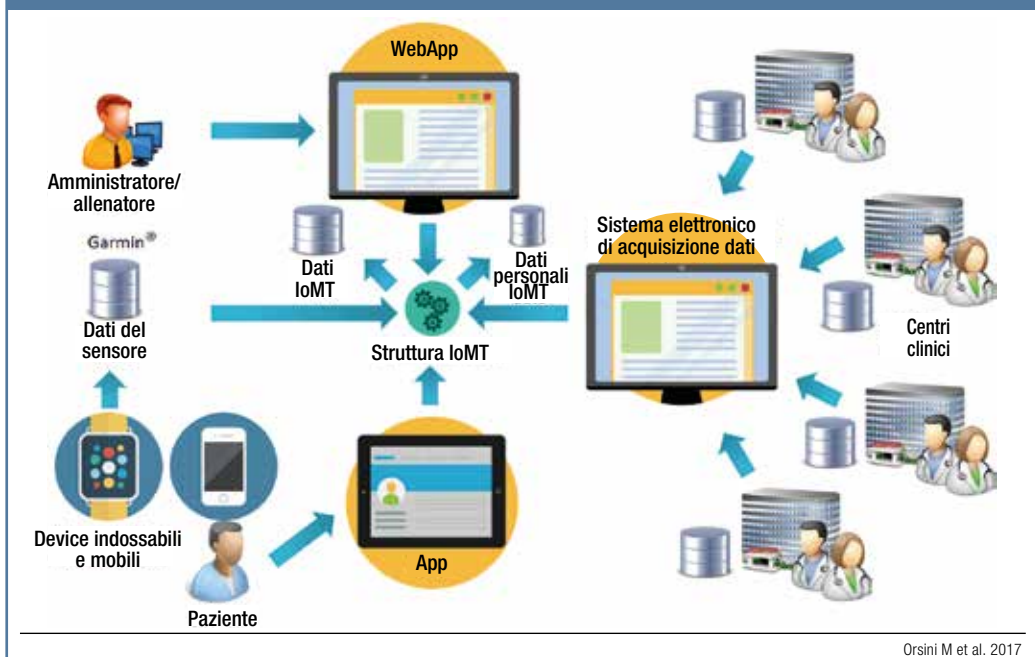 WebApp
Amministratore/
allenatore
Garmin®
Dati del
sensore
Dati
IoMT
Dati
personali
IoMT
Struttura IoMT
Sistema elettronico
di acquisizione dati
Centri
clinici
Device indossabili
e mobili
Paziente
App
Orsini M et al. 2017